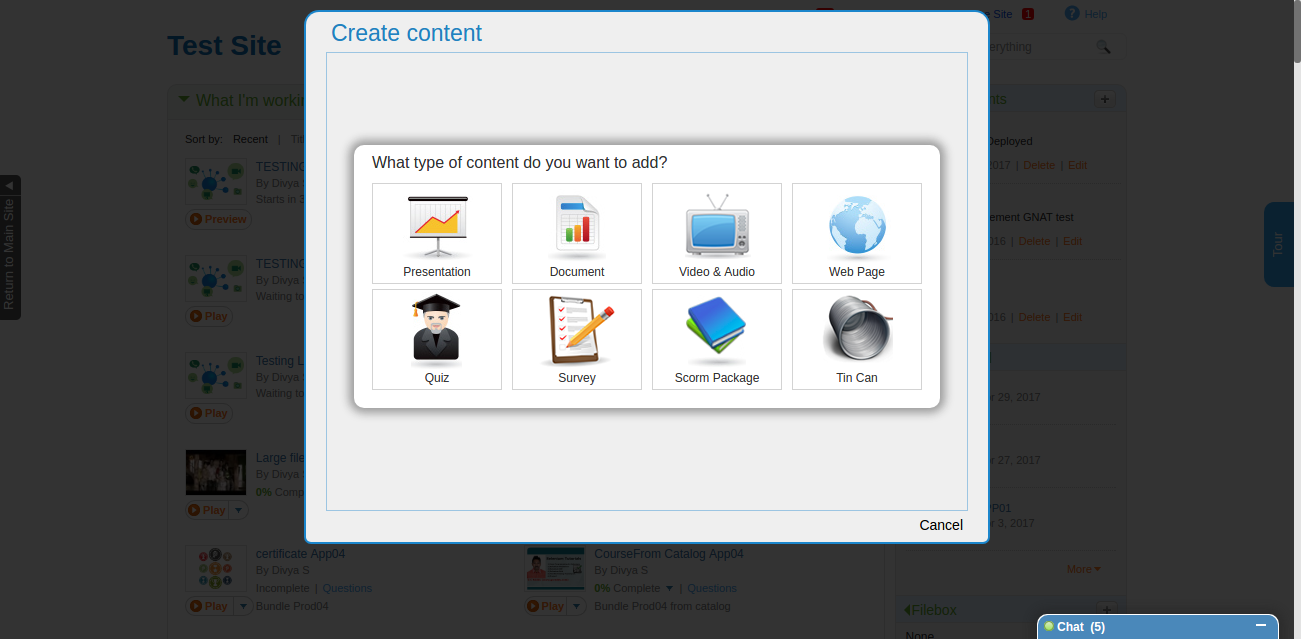 Site 1 Help
Test Site
Create content
erything
What I'm workin
nts
+
Sort by: Recent | Tit
What type of content do you want to add?
Presentation
Document
Video & Audio
Web Page
Quiz
Survey
Scorm Package
Tin Can
Cancel
TESTING
By Divya S
Starts in 3
Preview
TESTING
By Divya S
Waiting to
Play
Testing L
By Divya S
Waiting to
Play
Large file
By Divya S
0% Comp
Play
certificate App04
By Divya S
Incomplete | Questions
Play Bundle Prod04
CourseFrom Catalog App04
By Divya S
0% Complete | Questions
Play Bundle Prod04 from catalog
Deployed
2017 | Delete | Edit
ement GNAT test
016 | Delete | Edit
016 | Delete | Edit
r 29, 2017
r 27, 2017
PP01
r 3, 2017
More
Filebox +
None
Return to Main Site
Tour
Chat (5)